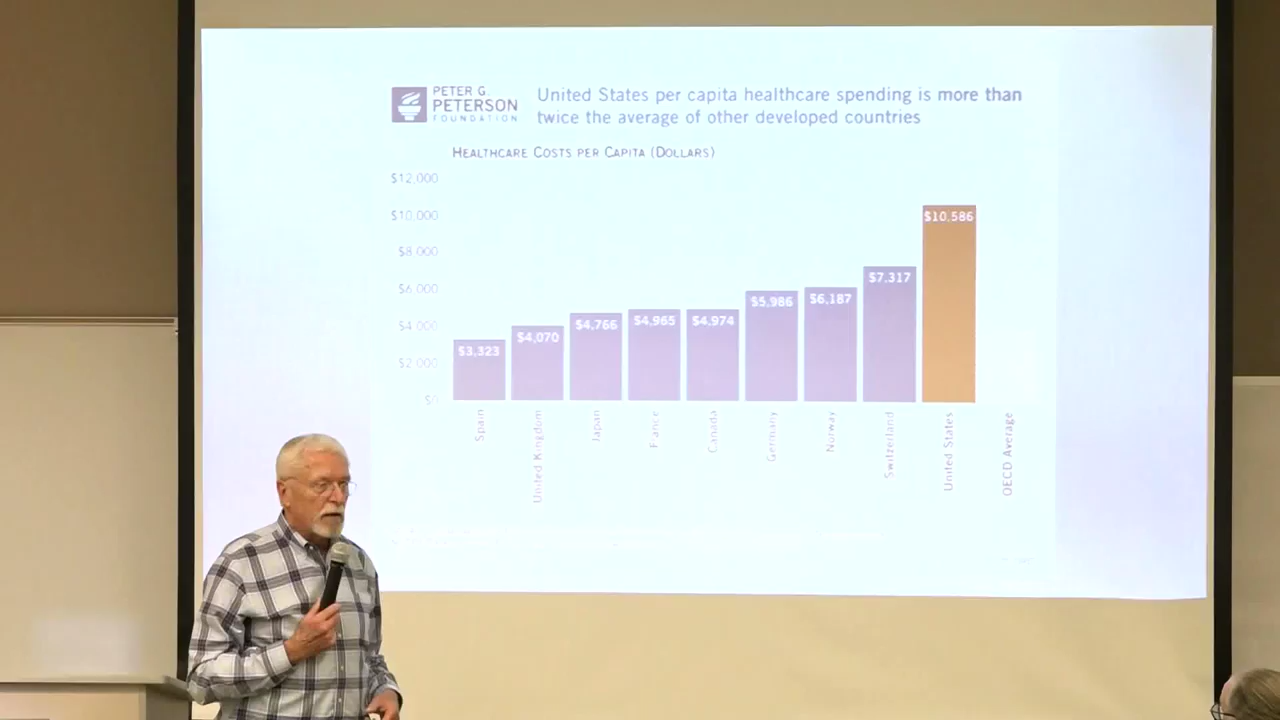 PETER G.
PETERSON
FOUNDATION
United States per capita healthcare spending is more than
twice the average of other developed countries
HEALTHCARE COSTS PER CAPITA (DOLLARS)
$12,000
$10,000
$8,000
$6,000
$4,000
$2,000
$0
$3,323
$4,070
$4,766
$4,965
$4,974
$5,986
$6,187
$7,317
$10,586
Spain
United Kingdom
Japan
France
Canada
Germany
Norway
Switzerland
United States
OECD Average